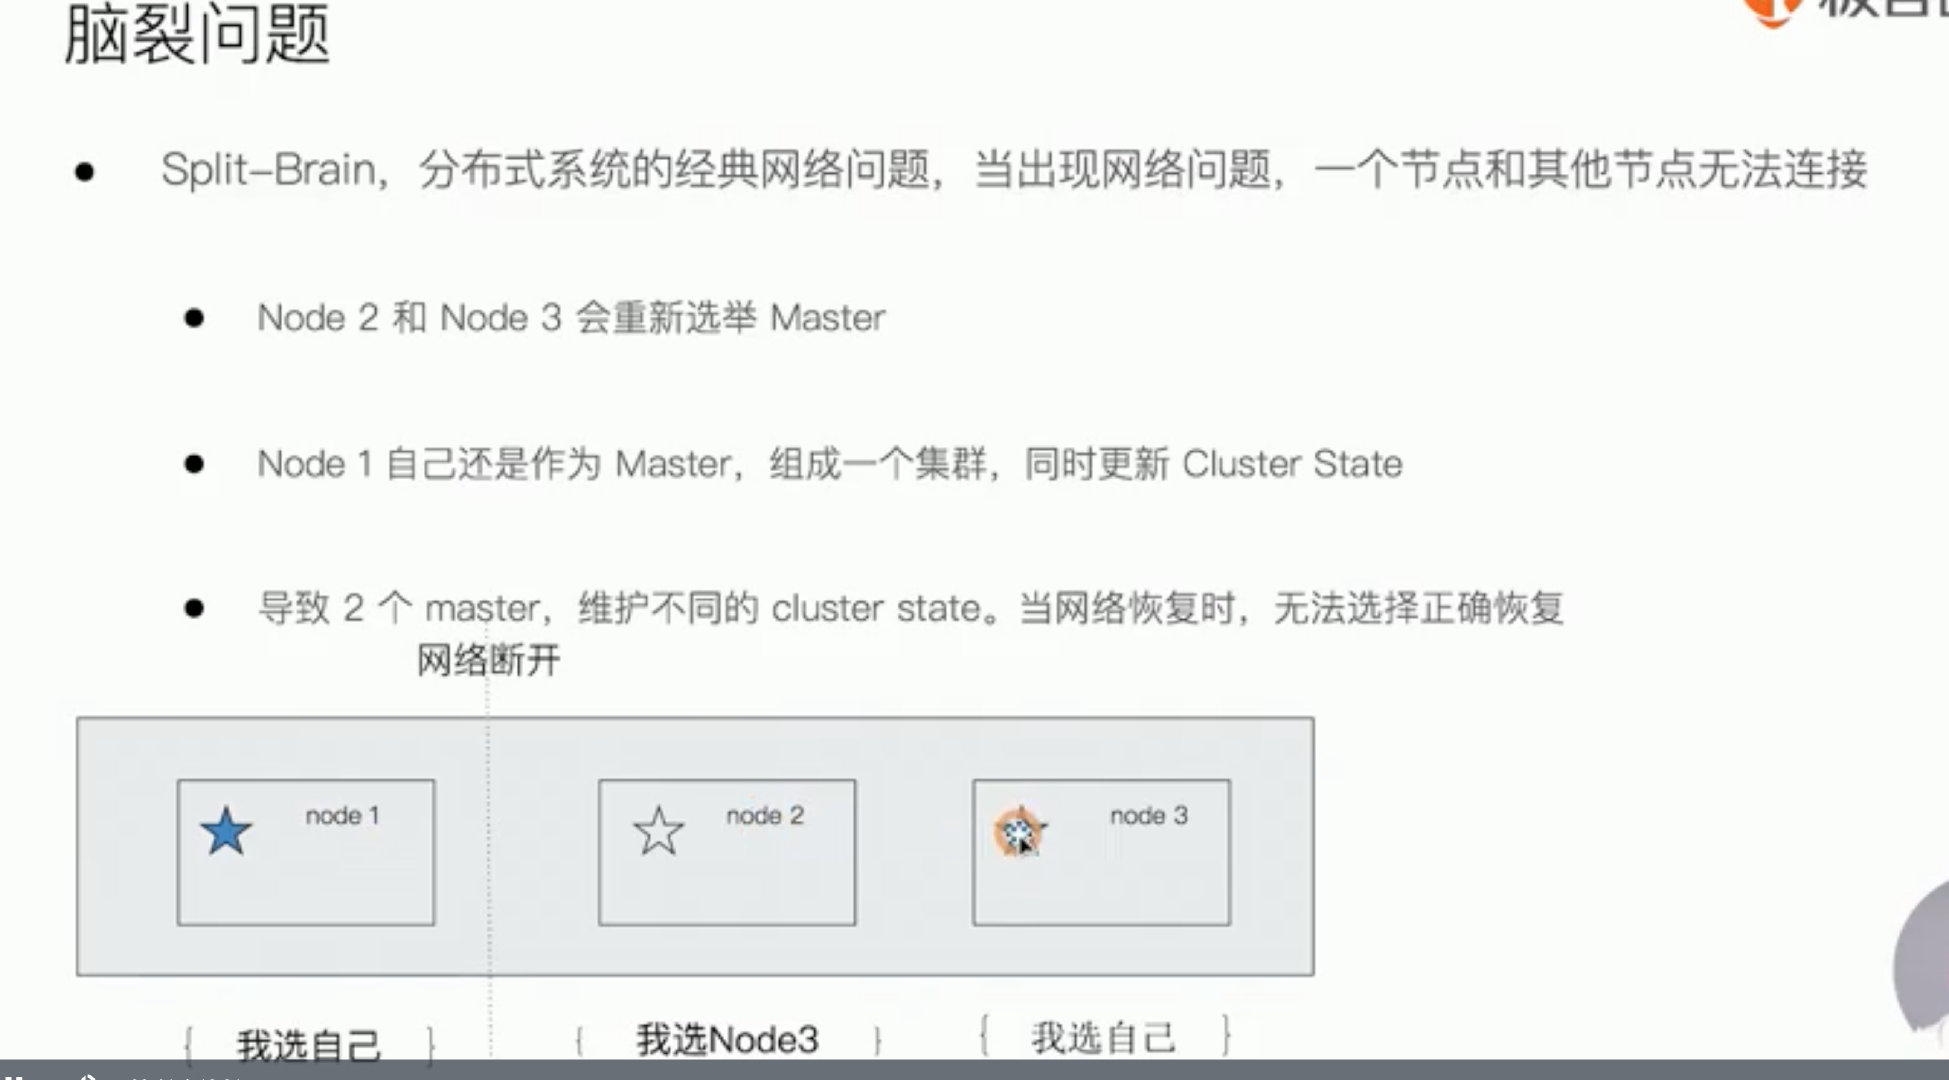 脑裂问题
Split-Brain，分布式系统的经典网络问题，当出现网络问题，一个节点和其他节点无法连接
Node 2 和 Node 3 会重新选举 Master
Node 1 自己还是作为 Master，组成一个集群，同时更新 Cluster State
导致 2 个 master，维护不同的 cluster state。当网络恢复时，无法选择正确恢复
网络断开
node 1
node 2
node 3
{ 我选自己 }
{ 我选Node3 }
{ 我选自己 }